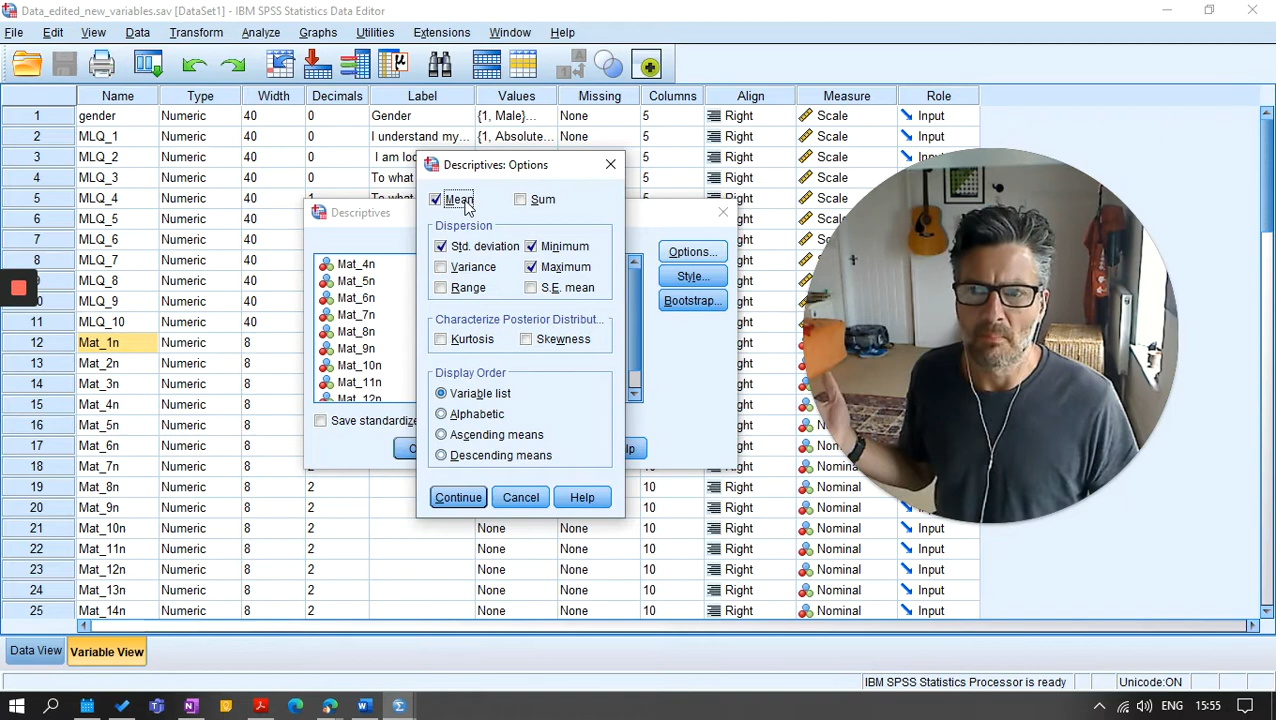 Data_edited_new_variables.sav [DataSet1] - IBM SPSS Statistics Data Editor
File Edit View Data Transform Analyze Graphs Utilities Extensions Window Help
Name Type Width Decimals Label Values Missing Columns Align Measure Role
1 gender Numeric 40 0 Gender {1, Male}... None 5 Right Scale Input
2 MLQ_1 Numeric 40 0 I understand my... {1, Absolute... None 5 Right Scale Input
3 MLQ_2 Numeric 40 0 I am loo
4 MLQ_3 Numeric 40 0 To what
5 MLQ_4 Numeric 40 1 To what
6 MLQ_5 Numeric 40
7 MLQ_6 Numeric 40
8 MLQ_7 Numeric 40
9 MLQ_8 Numeric 40
10 MLQ_9 Numeric 40
11 MLQ_10 Numeric 40
12 Mat_1n Numeric 8
13 Mat_2n Numeric 8
14 Mat_3n Numeric 8
15 Mat_4n Numeric 8
16 Mat_5n Numeric 8
17 Mat_6n Numeric 8
18 Mat_7n Numeric 8
19 Mat_8n Numeric 8 2 None 10 Right Nominal Input
20 Mat_9n Numeric 8 2 None 10 Right Nominal Input
21 Mat_10n Numeric 8 2 None None 10 Right Nominal Input
22 Mat_11n Numeric 8 2 None None 10 Right Nominal Input
23 Mat_12n Numeric 8 2 None None 10 Right Nominal Input
24 Mat_13n Numeric 8 2 None None 10 Right Nominal Input
25 Mat_14n Numeric 8 2 None None 10 Right Nominal Input
Descriptives
Mat_4n
Mat_5n
Mat_6n
Mat_7n
Mat_8n
Mat_9n
Mat_10n
Mat_11n
Mat_12n
Save standardize
Options...
Style...
Bootstrap...
Descriptives: Options
Mean Sum
Dispersion
Std. deviation Minimum
Variance Maximum
Range S.E. mean
Characterize Posterior Distribut...
Kurtosis Skewness
Display Order
Variable list
Alphabetic
Ascending means
Descending means
Continue Cancel Help
Data View Variable View
IBM SPSS Statistics Processor is ready Unicode:ON
ENG 15:55